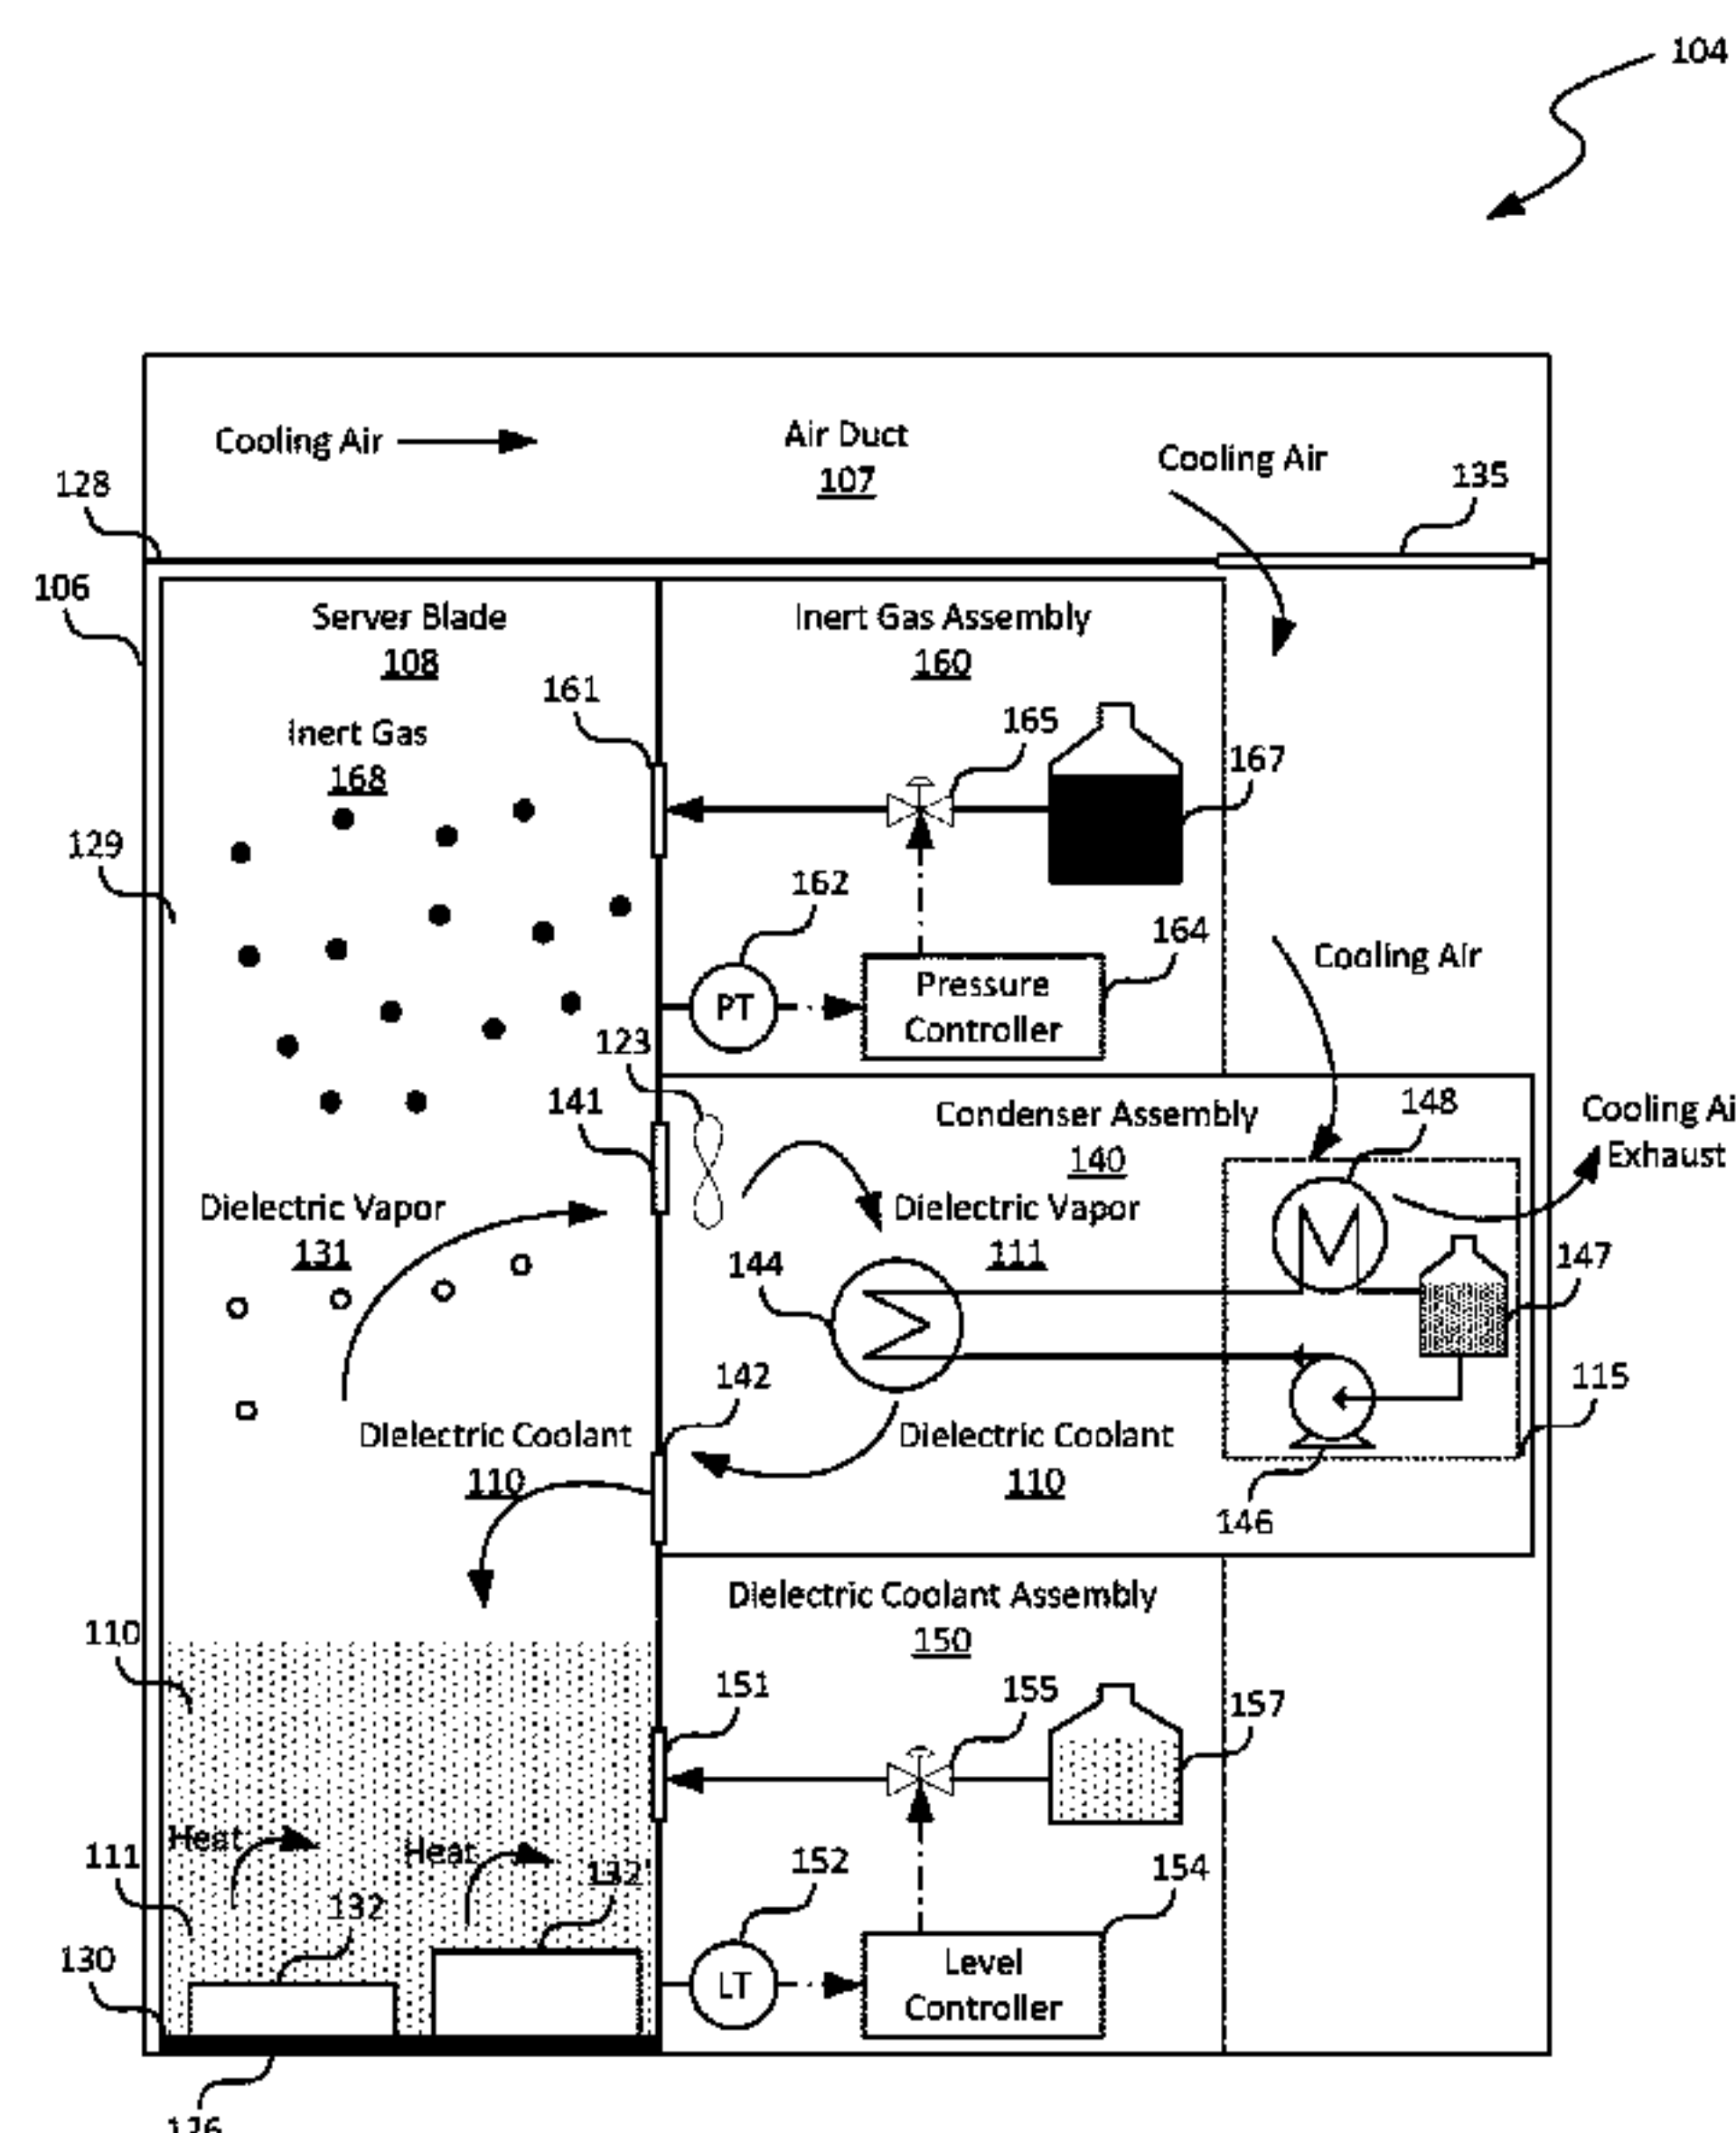 104
Cooling Air
Air Duct
107
Cooling Air
135
128
106
Server Blade
108
Inert Gas Assembly
160
161
Inert Gas
168
165
167
129
162
164
Cooling Air
PT
Pressure
Controller
123
141
Condenser Assembly
140
148
Cooling Ai
Exhaust
Dielectric Vapor
131
Dielectric Vapor
111
144
147
142
115
Dielectric Coolant
110
Dielectric Coolant
110
146
Dielectric Coolant Assembly
150
110
151
155
157
Heat
Heat
111
132
132'
152
154
130
LT
Level
Controller